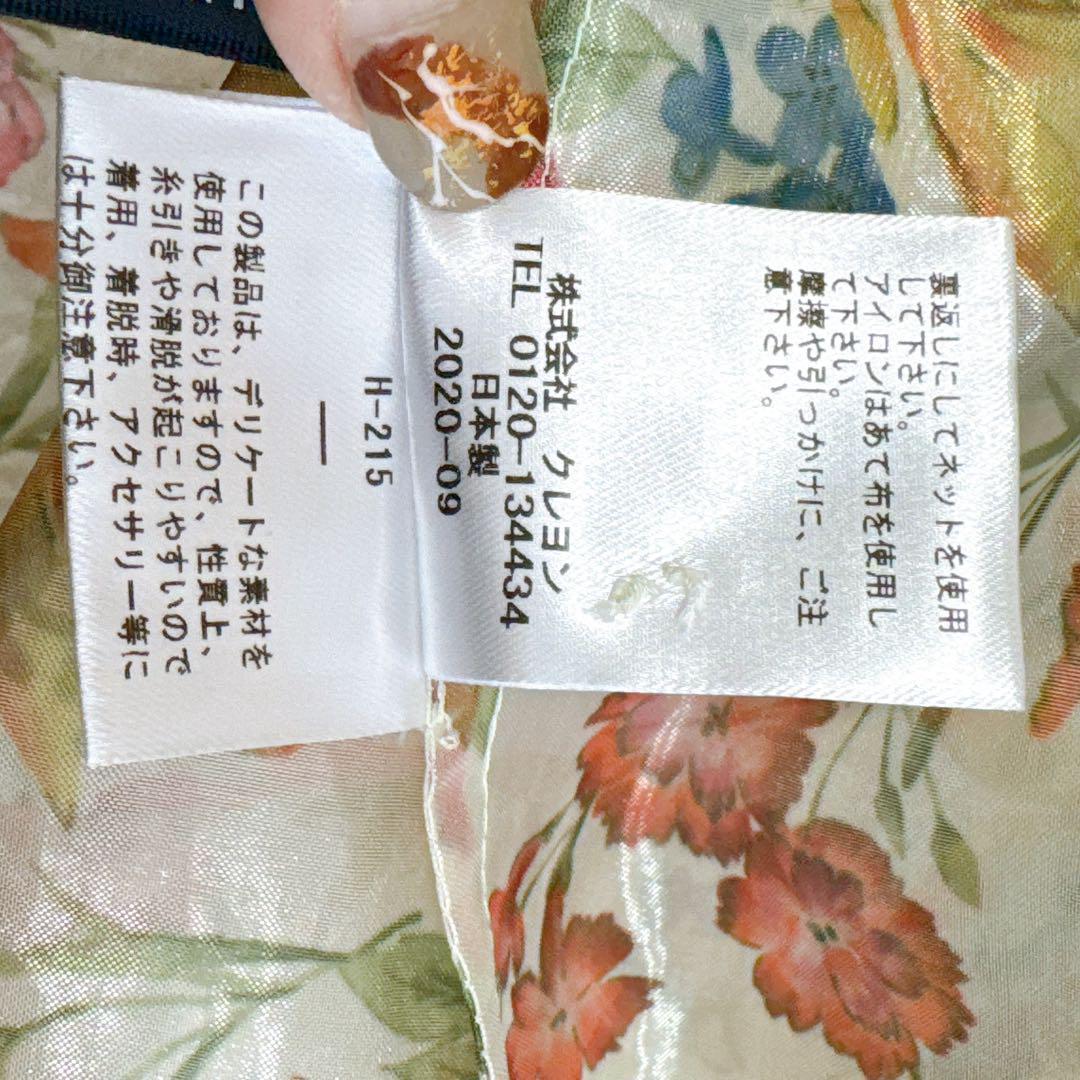 裏返しにしてネットを使用
して下さい。
アイロンはあて布を使用し
て下さい。
摩擦や引っかけに、ご注
意下さい。
株式会社 クレヨン
TEL 0120-134434
日本製
2020-09
H-215
—
この製品は、デリケートな素材を
使用しておりますので、性質上、
糸引きや滑脱が起こりやすいので
着用、着脱時、アクセサリー等に
は十分御注意下さい。